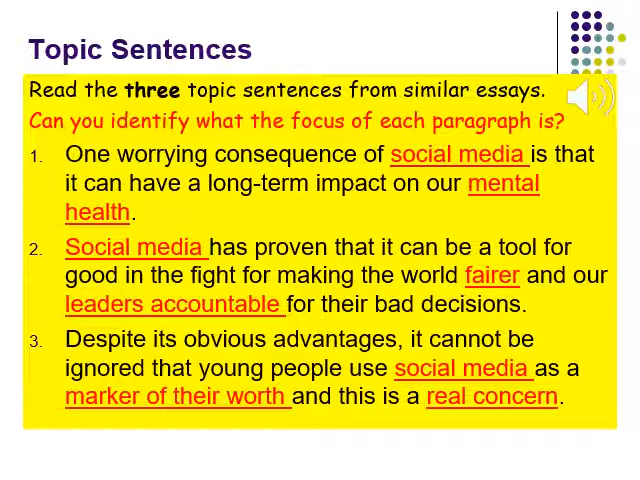 Topic Sentences
Read the three topic sentences from similar essays.
Can you identify what the focus of each paragraph is?
1. One worrying consequence of social media is that
it can have a long-term impact on our mental
health.
2. Social media has proven that it can be a tool for
good in the fight for making the world fairer and our
leaders accountable for their bad decisions.
3. Despite its obvious advantages, it cannot be
ignored that young people use social media as a
marker of their worth and this is a real concern.